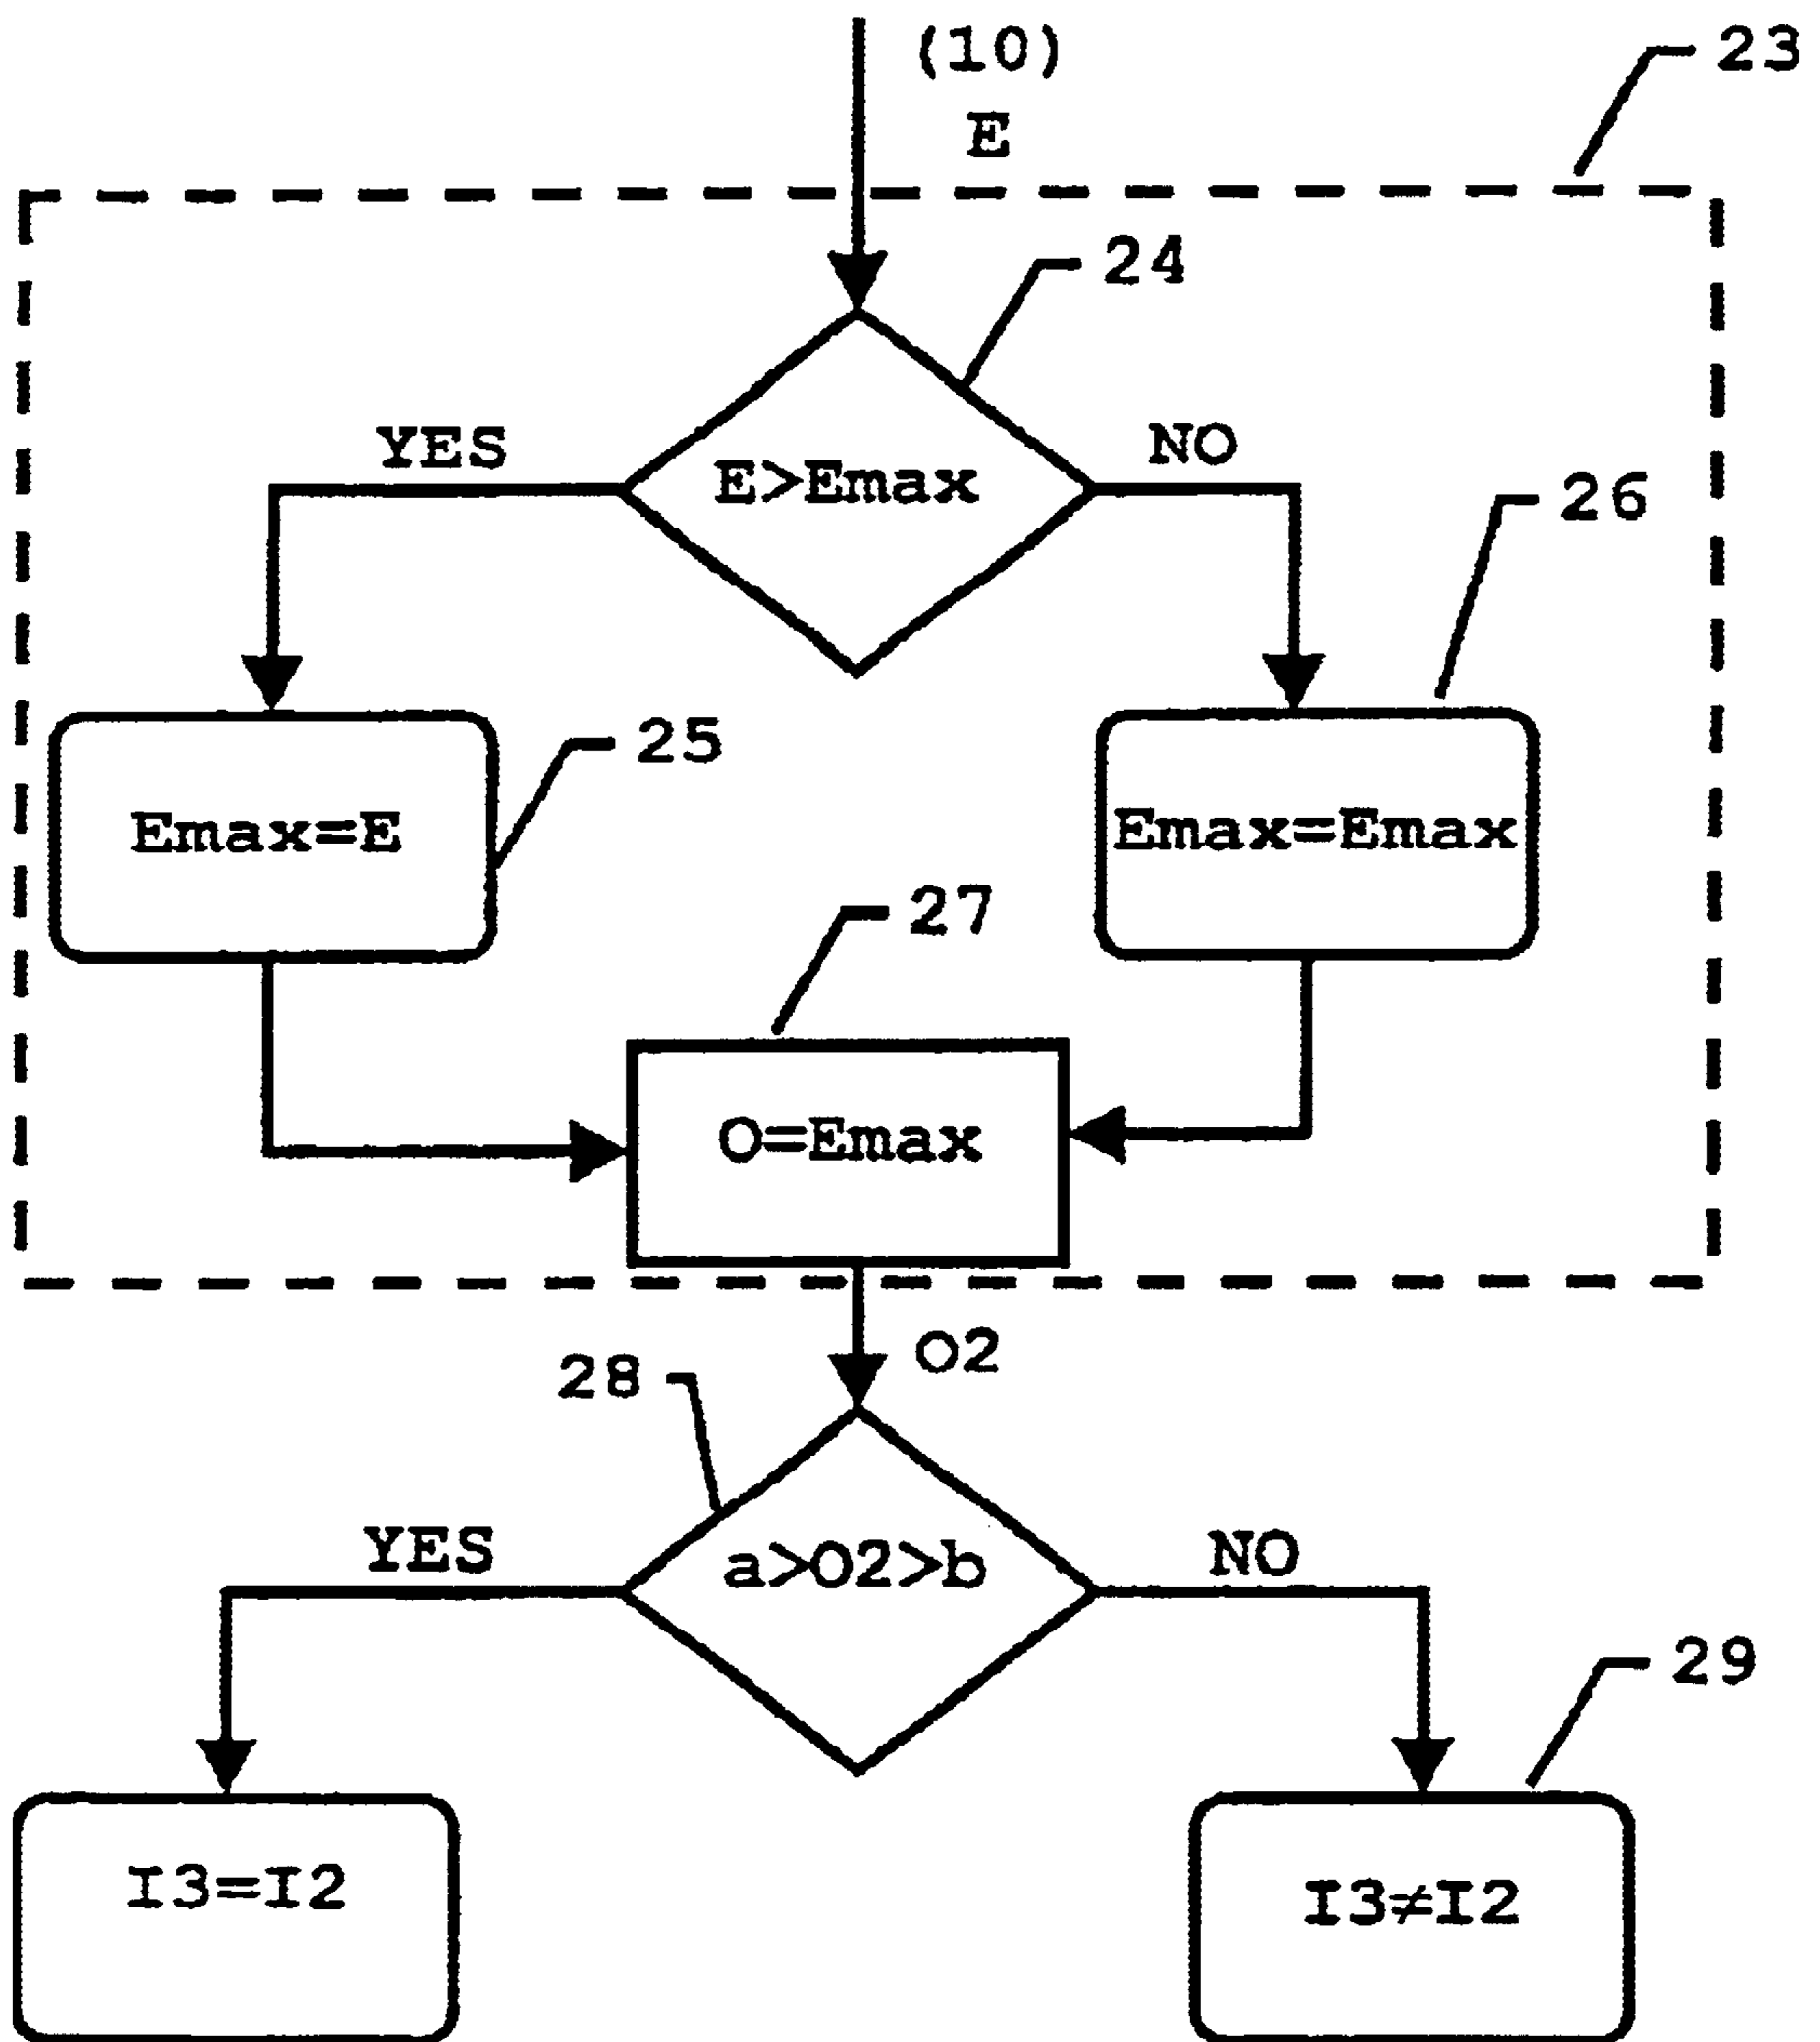 (10)
23
E
24
YES
NO
E>Emax
26
25
Emax=E
Emax=Emax
27
O=Emax
O2
28
YES
NO
a>O2>b
29
I3=I2
I3≠I2